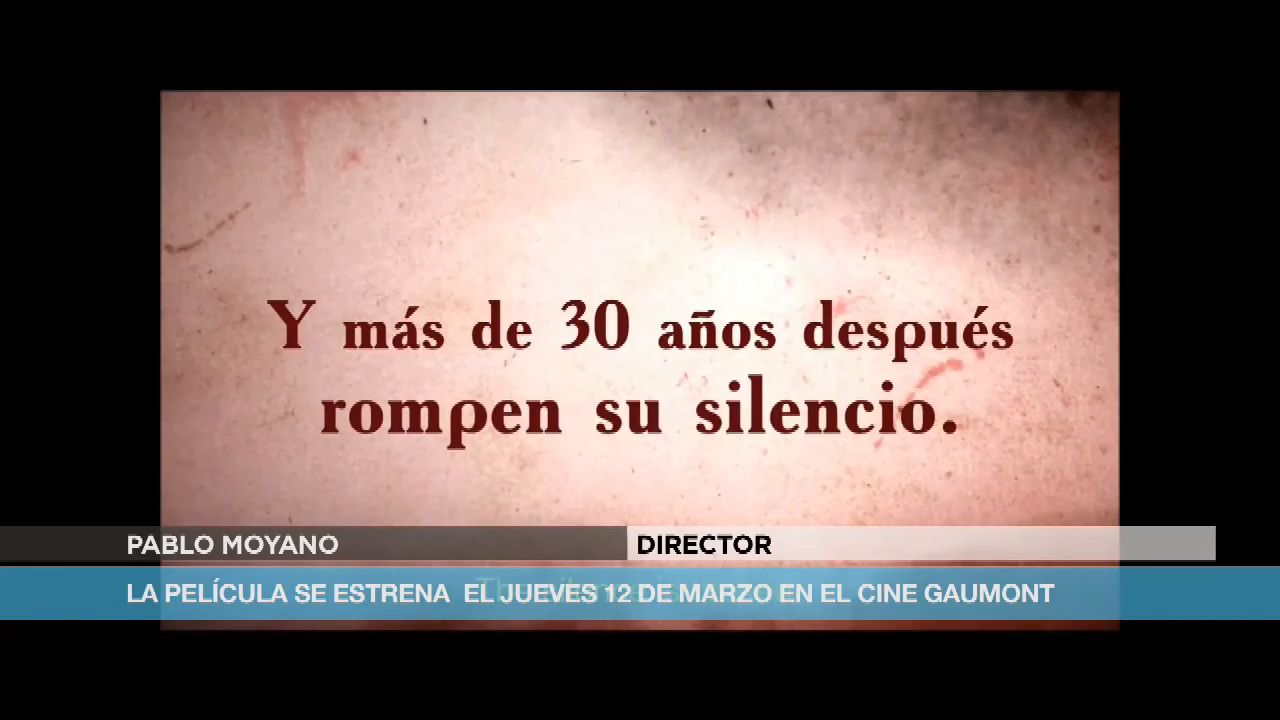 Y más de 30 años después
rompen su silencio.
PABLO MOYANO
DIRECTOR
LA PELÍCULA SE ESTRENA EL JUEVES 12 DE MARZO EN EL CINE GAUMONT